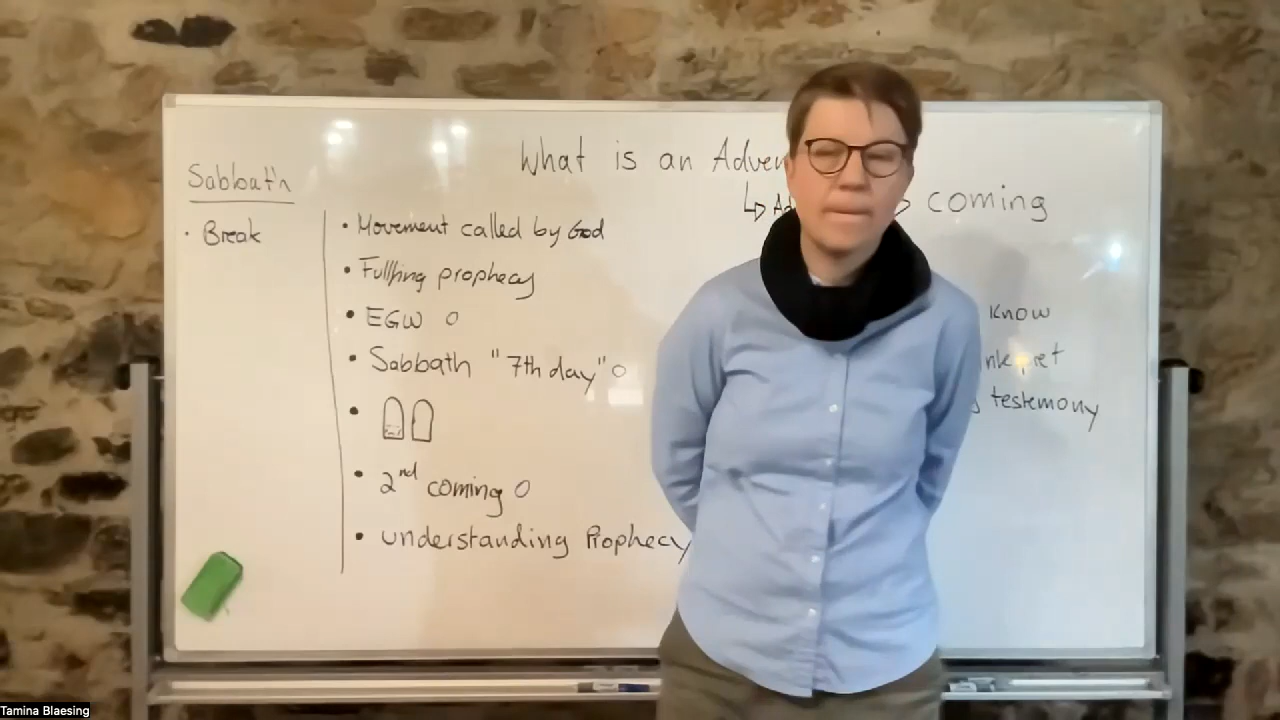 What is an Adven
coming
Sabbath
• Break
• Movement called by God
• Fullfling prophecy
• EGW o
• Sabbath "7th day" o
• 2nd coming o
• understanding Prophecy
know
testemony
Tamina Blaesing